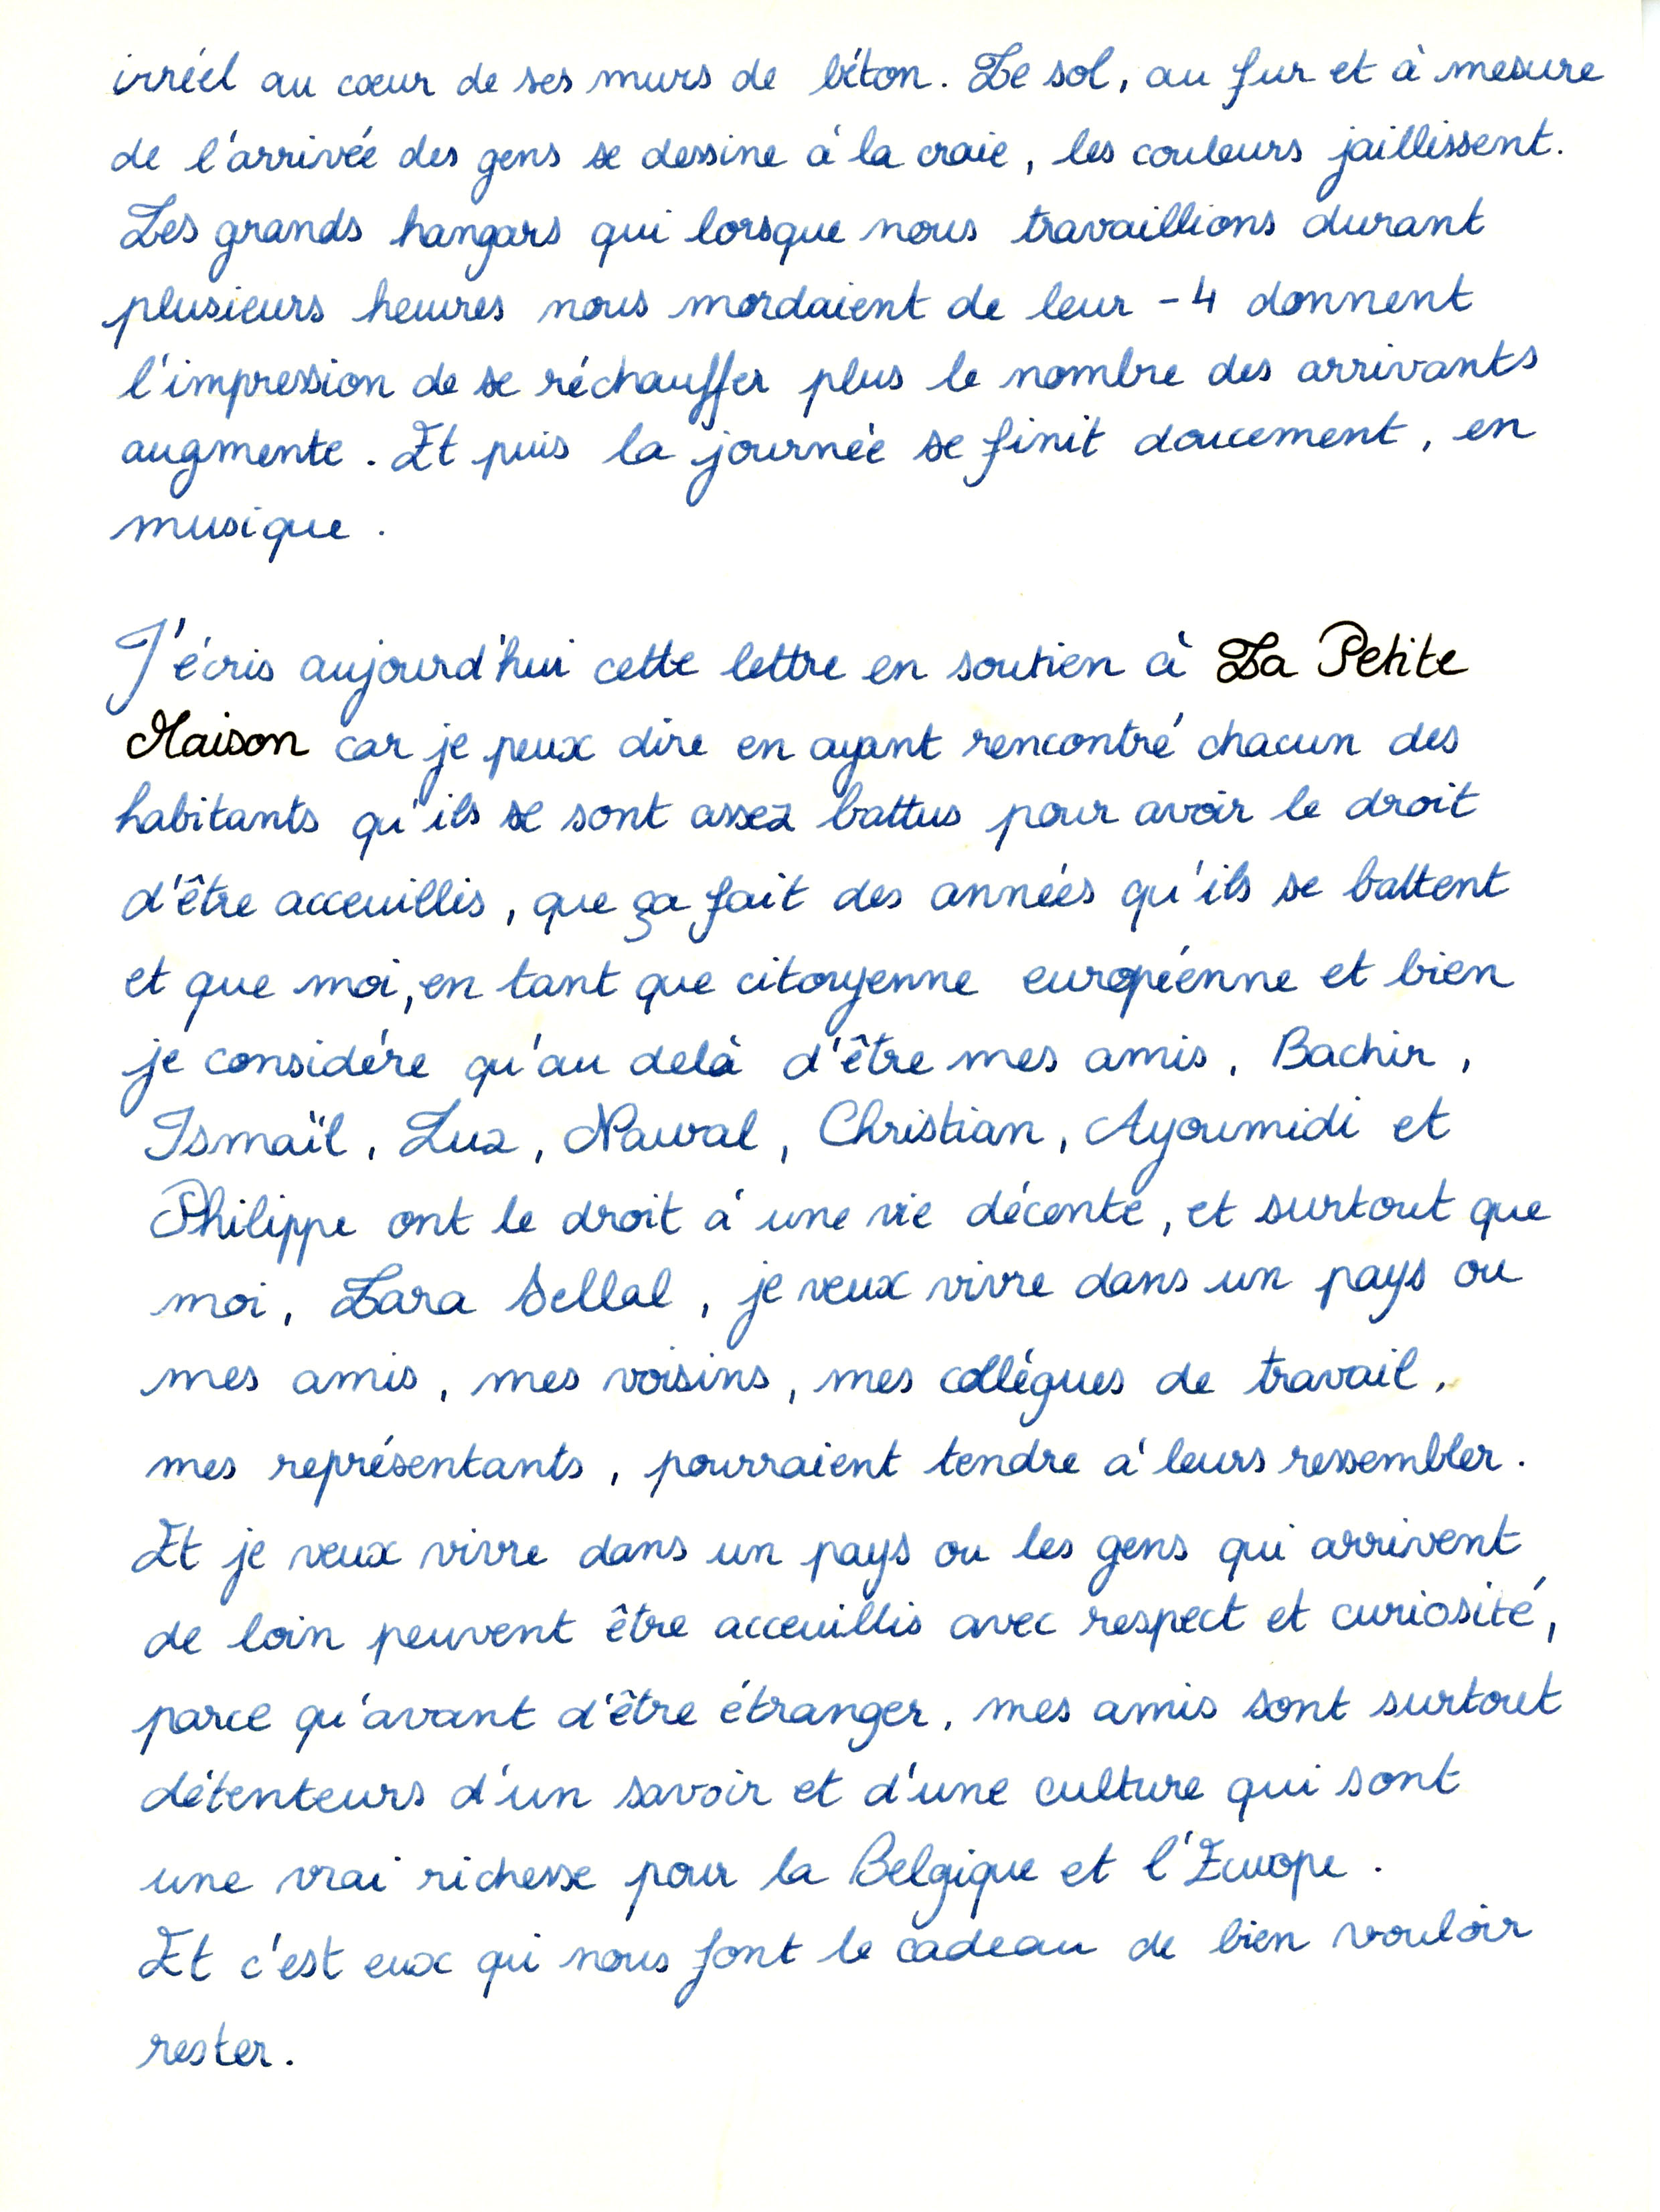 irréel au cœur de ses murs de béton. Le sol, au fur et à mesure
de l'arrivée des gens se dessine à la craie, les couleurs jaillissent.
Les grands hangars qui lorsque nous travaillions durant
plusieurs heures nous mordaient de leur -4 donnent
l'impression de se réchauffer plus le nombre des arrivants
augmente. Et puis la journée se finit doucement, en
musique.
J'écris aujourd'hui cette lettre en soutien à La Petite
Maison car je peux dire en ayant rencontré chacun des
habitants qu'ils se sont assez battus pour avoir le droit
d'être acceuillis, que ça fait des années qu'ils se battent
et que moi, en tant que citoyenne européenne et bien
je considére qu'au delà d'être mes amis, Bachir,
Ismaïl, Luz, Nawal, Christian, Ayoumidi et
Philippe ont le droit à une vie décente, et surtout que
moi, Lara Sellal, je veux vivre dans un pays ou
mes amis, mes voisins, mes collégues de travail,
mes représentants, pourraient tendre à leurs ressembler.
Et je veux vivre dans un pays ou les gens qui arrivent
de loin peuvent être acceuillis avec respect et curiosité,
parce qu'avant d'être étranger, mes amis sont surtout
détenteurs d'un savoir et d'une culture qui sont
une vrai richesse pour la Belgique et l'Europe.
Et c'est eux qui nous font le cadeau de bien vouloir
rester.